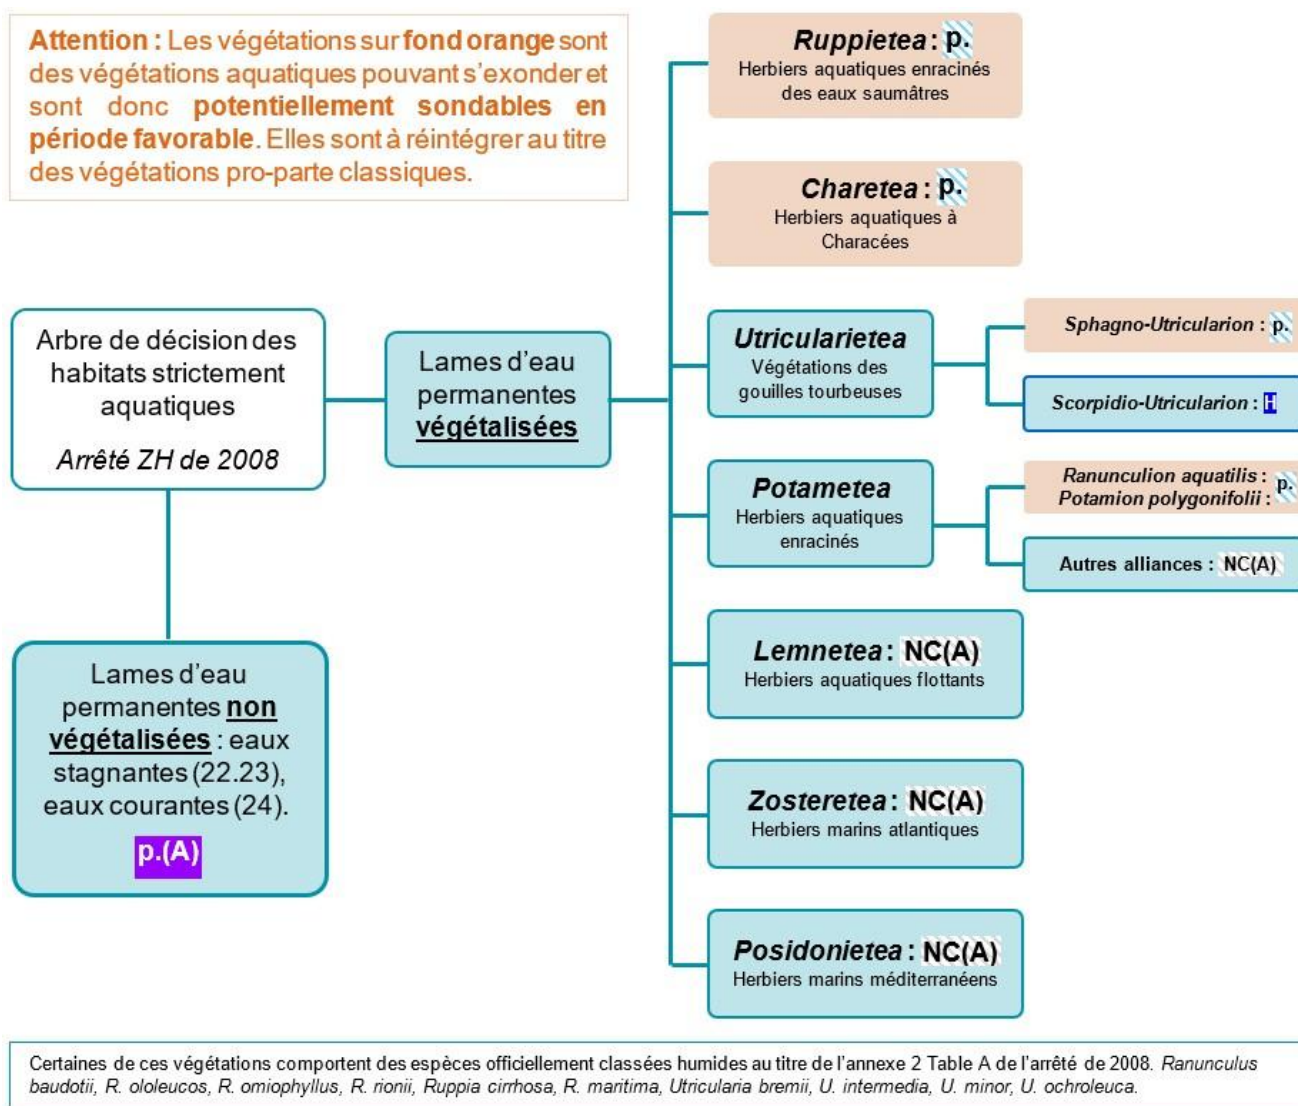 Attention : Les végétations sur fond orange sont
des végétations aquatiques pouvant s'exonder et
sont donc potentiellement sondables en
période favorable. Elles sont à réintégrer au titre
des végétations pro-parte classiques.
Arbre de décision des
habitats strictement
aquatiques
Arrêté ZH de 2008
Lames d'eau
permanentes non
végétalisées : eaux
stagnantes (22.23),
eaux courantes (24).
p.(A)
Lames d'eau
permanentes
végétalisées
Ruppietea : p.
Herbiers aquatiques enracinés
des eaux saumâtres
Charetea : p.
Herbiers aquatiques à
Characées
Utricularietea
Végétations des
gouilles tourbeuses
Sphagno-Utricularion : p.
Scorpidio-Utricularion : H
Potametea
Herbiers aquatiques
enracinés
Ranunculion aquatilis :
Potamion polygonifolii : p.
Autres alliances : NC(A)
Lemnetea : NC(A)
Herbiers aquatiques flottants
Zosteretea : NC(A)
Herbiers marins atlantiques
Posidonietea : NC(A)
Herbiers marins méditerranéens
Certaines de ces végétations comportent des espèces officiellement classées humides au titre de l'annexe 2 Table A de l'arrêté de 2008. Ranunculus
baudotii, R. ololeucos, R. omiophyllus, R. rionii, Ruppia cirrhosa, R. maritima, Utricularia bremii, U. intermedia, U. minor, U. ochroleuca.